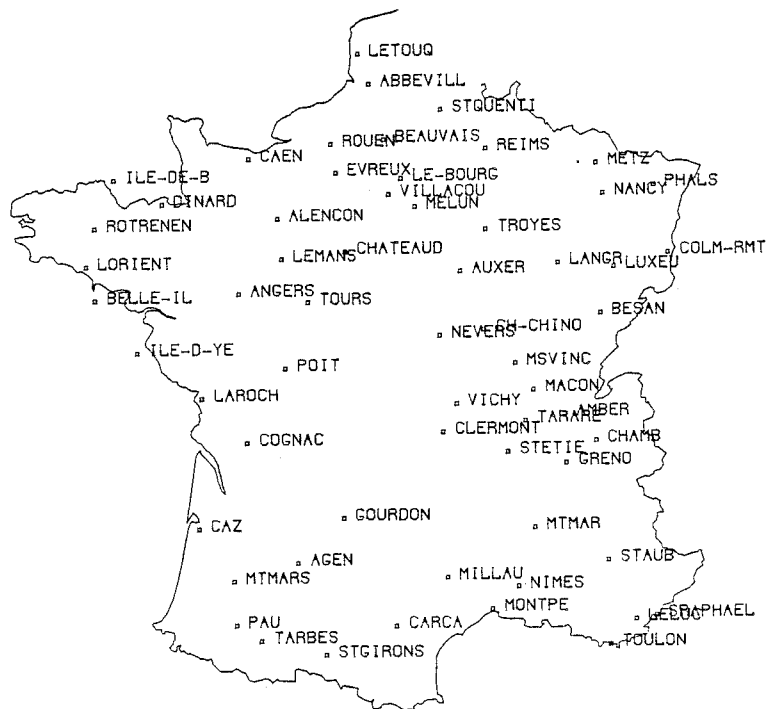 LETOUQ
ABBEVILL
STQUENTI
ROUEN
BEAUVAIS
REIMS
CAEN
METZ
EVREUX
LE-BOURG
ILE-DE-B
PHALS
VILLACOU
NANCY
DINARD
MELUN
ALENCON
ROTRENEN
TROYES
CHATEAUD
COLM-RMT
LEMANS
LANGR
LUXEU
LORIENT
AUXER
ANGERS
BELLE-IL
TOURS
BESAN
NEVERS
CH-CHINO
ILE-D-YE
MSVINC
POIT
MACON
LAROCH
VICHY
AMBER
TARARE
CLERMONT
CHAMB
COGNAC
STETIE
GRENO
GOURDON
CAZ
MTMAR
STAUB
AGEN
MTMARS
MILLAU
NIMES
MONTPE
SRAPHAEL
LELUC
PAU
CARCA
TARBES
TOULON
STGIRONS